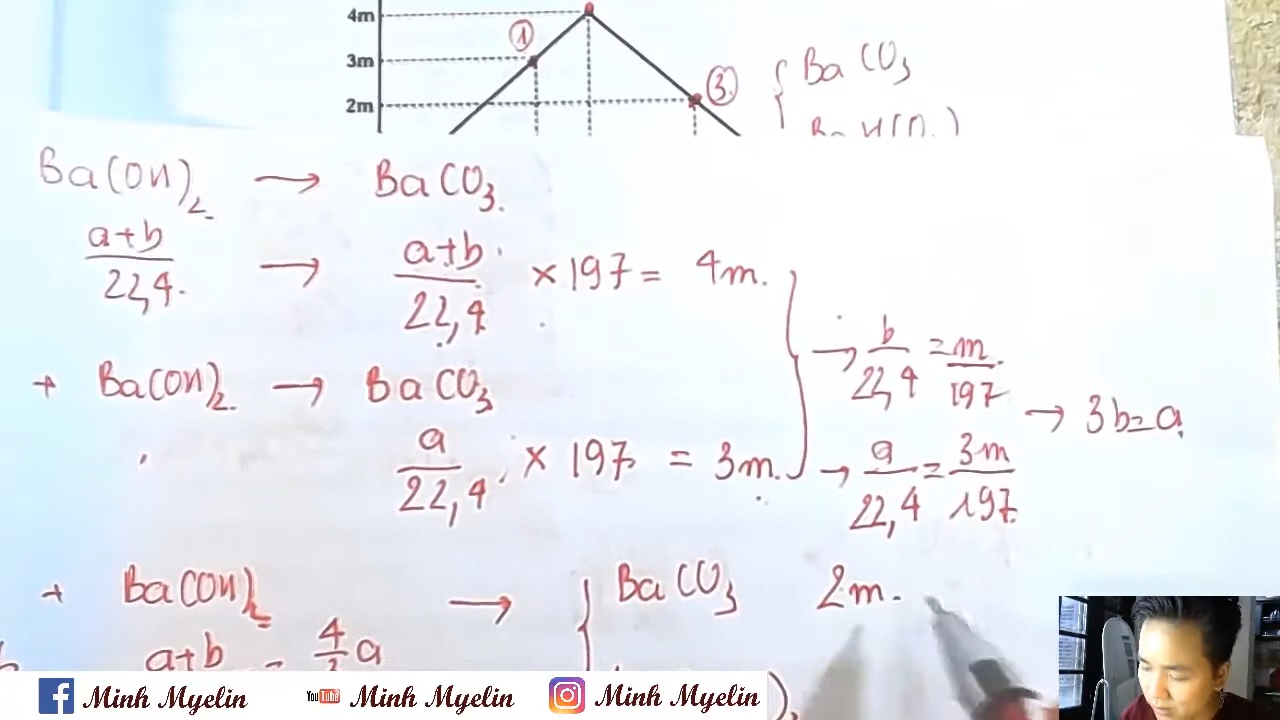 4m
①
3m
③
{ BaCO₃
2m
Ba(OH)₂ → BaCO₃.
a+b/22,4. → a+b/22,4 × 197 = 4m.
→ b/22,4 = m/197
+ Ba(OH)₂ → BaCO₃
→ 3b=a
a/22,4 × 197 = 3m.
→ a/22,4 = 3m/197
+ Ba(OH)₂ → { BaCO₃ 2m.
a+b
a
Minh Myelin
YouTube Minh Myelin
Minh Myelin